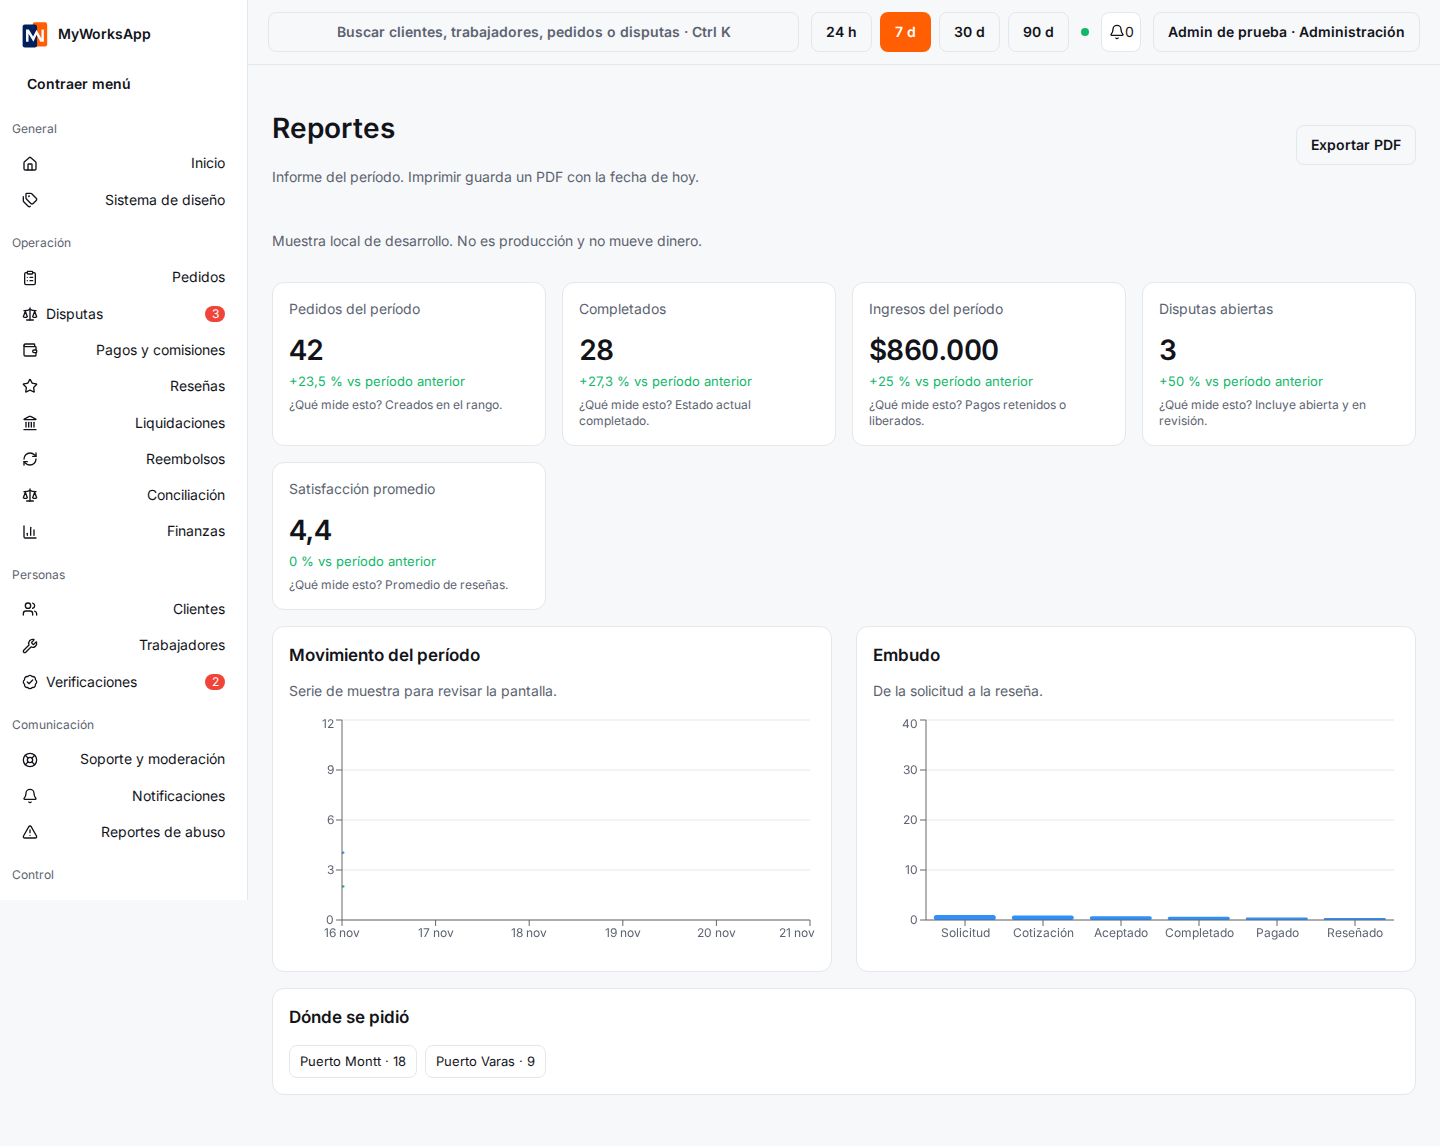 MyWorksApp
Contraer menú
General
Inicio
Sistema de diseño
Operación
Pedidos
Disputas 3
Pagos y comisiones
Reseñas
Liquidaciones
Reembolsos
Conciliación
Finanzas
Personas
Clientes
Trabajadores
Verificaciones 2
Comunicación
Soporte y moderación
Notificaciones
Reportes de abuso
Control
Buscar clientes, trabajadores, pedidos o disputas · Ctrl K
24 h
7 d
30 d
90 d
0
Admin de prueba · Administración
Reportes
Informe del período. Imprimir guarda un PDF con la fecha de hoy.
Exportar PDF
Muestra local de desarrollo. No es producción y no mueve dinero.
Pedidos del período
42
+23,5 % vs período anterior
¿Qué mide esto? Creados en el rango.
Completados
28
+27,3 % vs período anterior
¿Qué mide esto? Estado actual
completado.
Ingresos del período
$860.000
+25 % vs período anterior
¿Qué mide esto? Pagos retenidos o
liberados.
Disputas abiertas
3
+50 % vs período anterior
¿Qué mide esto? Incluye abierta y en
revisión.
Satisfacción promedio
4,4
0 % vs período anterior
¿Qué mide esto? Promedio de reseñas.
Movimiento del período
Serie de muestra para revisar la pantalla.
12
9
6
3
0
16 nov 17 nov 18 nov 19 nov 20 nov 21 nov
Embudo
De la solicitud a la reseña.
40
30
20
10
0
Solicitud Cotización Aceptado Completado Pagado Reseñado
Dónde se pidió
Puerto Montt · 18
Puerto Varas · 9